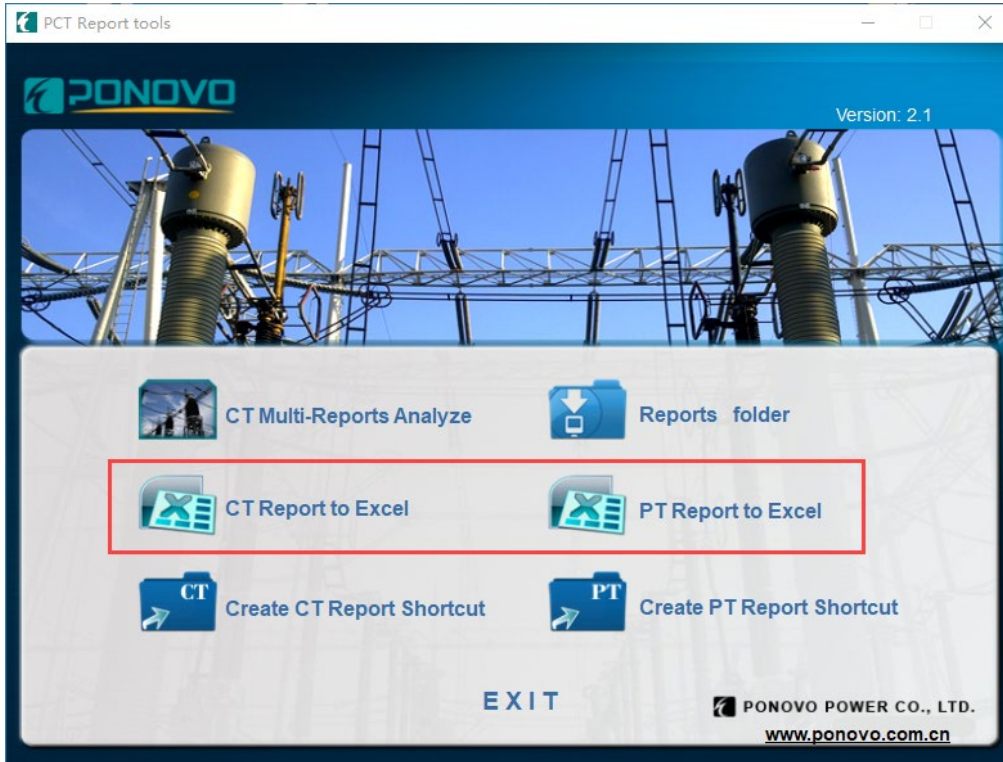 PCT Report tools
PONOVO
Version: 2.1
CT Multi-Reports Analyze
Reports folder
CT Report to Excel
PT Report to Excel
CT
Create CT Report Shortcut
PT
Create PT Report Shortcut
EXIT
PONOVO POWER CO., LTD.
www.ponovo.com.cn